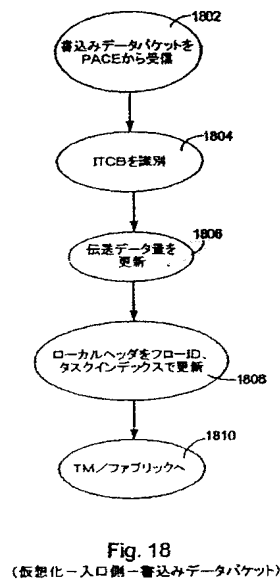 1802
書込みデータパケットを
PACEから受信
1804
ITCBを識別
1806
伝送データ量を
更新
ローカルヘッダをフローID、
タスクインデックスで更新
1808
1810
TM/ファブリックへ
Fig. 18
(仮想化-入口側-書込みデータパケット)